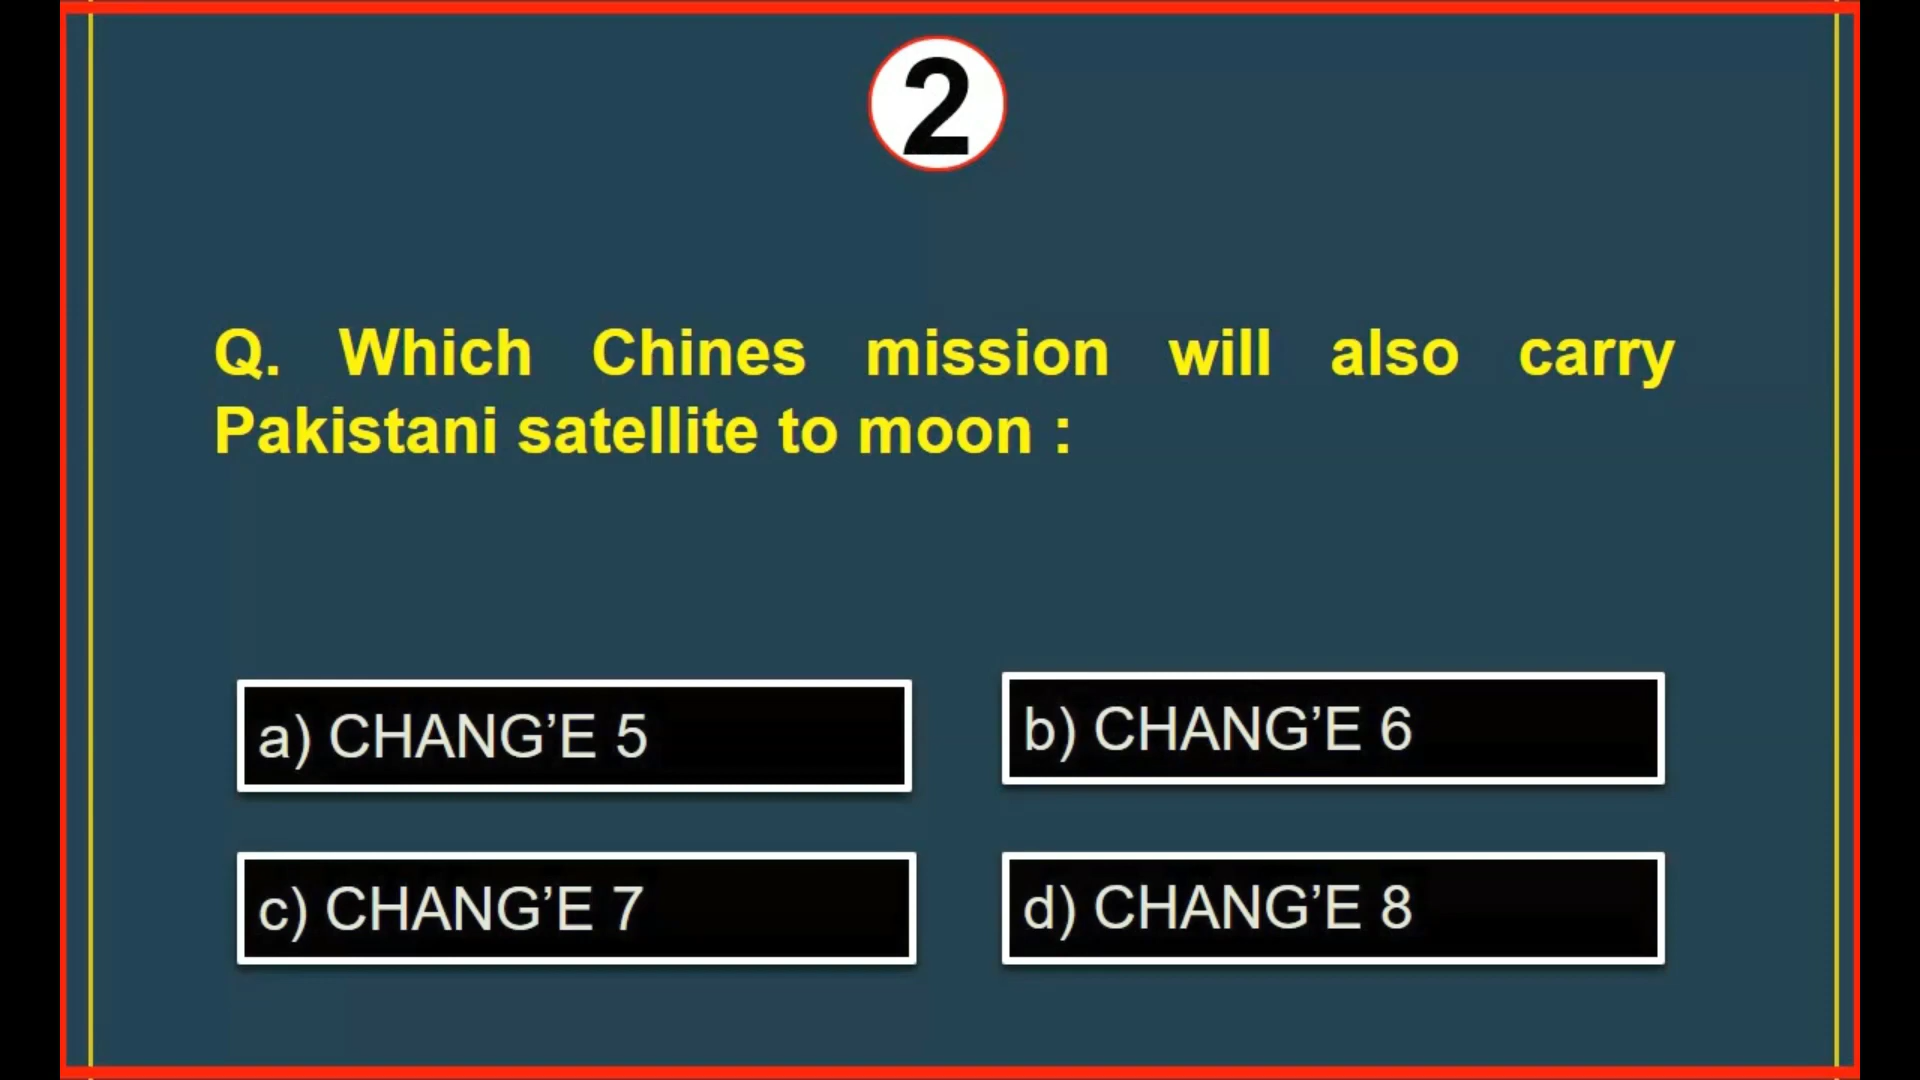 2
Q. Which Chines mission will also carry
Pakistani satellite to moon :
a) CHANG’E 5
b) CHANG’E 6
c) CHANG’E 7
d) CHANG’E 8